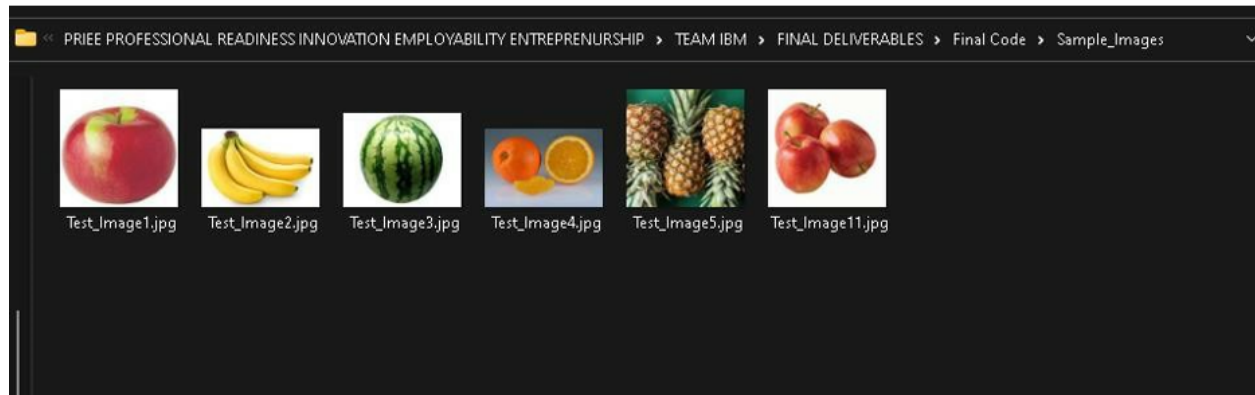 « PRIEE PROFESSIONAL READINESS INNOVATION EMPLOYABILITY ENTREPRENURSHIP › TEAM IBM › FINAL DELIVERABLES › Final Code › Sample_Images
Test_Image1.jpg Test_Image2.jpg Test_Image3.jpg Test_Image4.jpg Test_Image5.jpg Test_Image11.jpg